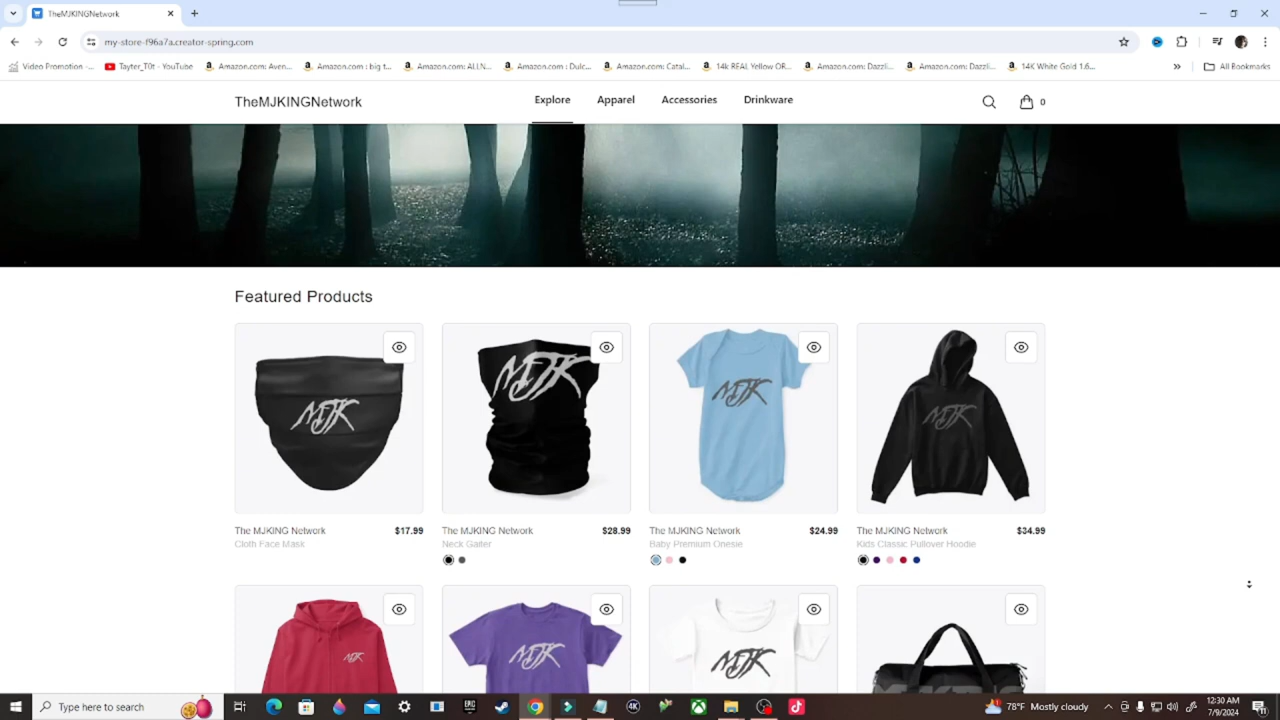 TheMJKINGNetwork
my-store-f96a7a.creator-spring.com
Video Promotion -... Tayter_T0t - YouTube Amazon.com: Aven... Amazon.com : big t... Amazon.com: ALLN... Amazon.com : Dulc... Amazon.com: Catal... 14k REAL Yellow OR... Amazon.com: Dazzli... Amazon.com: Dazzli... 14K White Gold 1.6... » All Bookmarks
TheMJKINGNetwork Explore Apparel Accessories Drinkware 0
Featured Products
MJK MJK MJK MJK
The MJKING Network $17.99 The MJKING Network $28.99 The MJKING Network $24.99 The MJKING Network $34.99
Cloth Face Mask Neck Gaiter Baby Premium Onesie Kids Classic Pullover Hoodie
MJK MJK MJK MJKING
Type here to search EPIC 4K 78°F Mostly cloudy 12:30 AM
7/9/2024